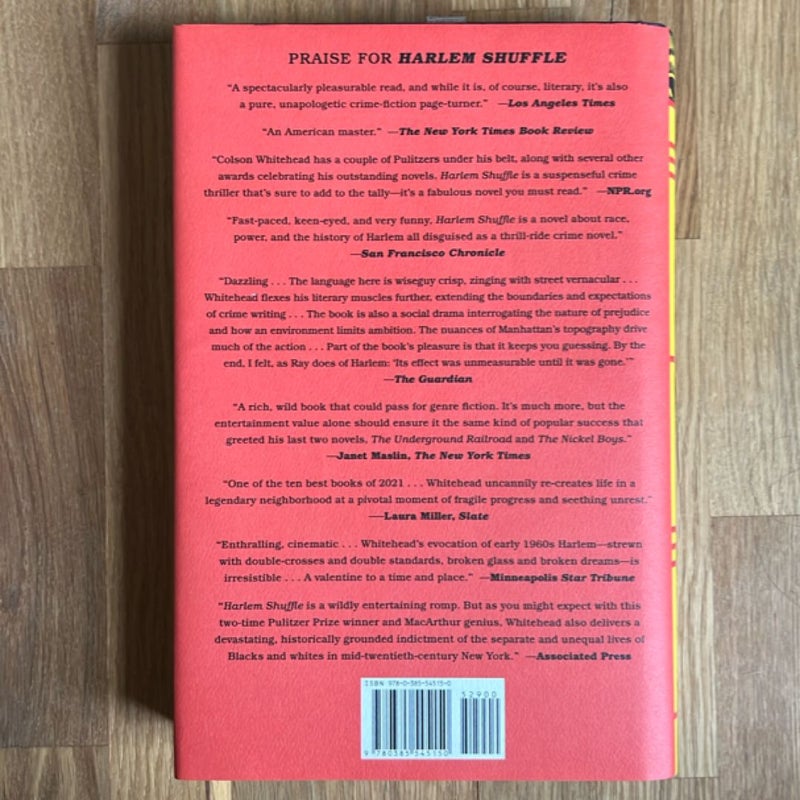 PRAISE FOR HARLEM SHUFFLE
“A spectacularly pleasurable read, and while it is, of course, literary, it’s also
a pure, unapologetic crime-fiction page-turner.” —Los Angeles Times
“An American master.” —The New York Times Book Review
“Colson Whitehead has a couple of Pulitzers under his belt, along with several other
awards celebrating his outstanding novels. Harlem Shuffle is a suspenseful crime
thriller that’s sure to add to the tally—it’s a fabulous novel you must read.” —NPR.org
“Fast-paced, keen-eyed, and very funny, Harlem Shuffle is a novel about race,
power, and the history of Harlem all disguised as a thrill-ride crime novel.”
—San Francisco Chronicle
“Dazzling . . . The language here is wiseguy crisp, zinging with street vernacular . . .
Whitehead flexes his literary muscles further, extending the boundaries and expectations
of crime writing . . . The book is also a social drama interrogating the nature of prejudice
and how an environment limits ambition. The nuances of Manhattan’s topography drive
much of the action . . . Part of the book’s pleasure is that it keeps you guessing. By the
end, I felt, as Ray does of Harlem: ‘Its effect was unmeasurable until it was gone.’”
—The Guardian
“A rich, wild book that could pass for genre fiction. It’s much more, but the
entertainment value alone should ensure it the same kind of popular success that
greeted his last two novels, The Underground Railroad and The Nickel Boys.”
—Janet Maslin, The New York Times
“One of the ten best books of 2021 . . . Whitehead uncannily re-creates life in a
legendary neighborhood at a pivotal moment of fragile progress and seething unrest.”
—Laura Miller, Slate
“Enthralling, cinematic . . . Whitehead’s evocation of early 1960s Harlem—strewn
with double-crosses and double standards, broken glass and broken dreams—is
irresistible . . . A valentine to a time and place.” —Minneapolis Star Tribune
“Harlem Shuffle is a wildly entertaining romp. But as you might expect with this
two-time Pulitzer Prize winner and MacArthur genius, Whitehead also delivers a
devastating, historically grounded indictment of the separate and unequal lives of
Blacks and whites in mid-twentieth-century New York.” —Associated Press
ISBN 978-0-385-54513-0
52900
9 780385 545150